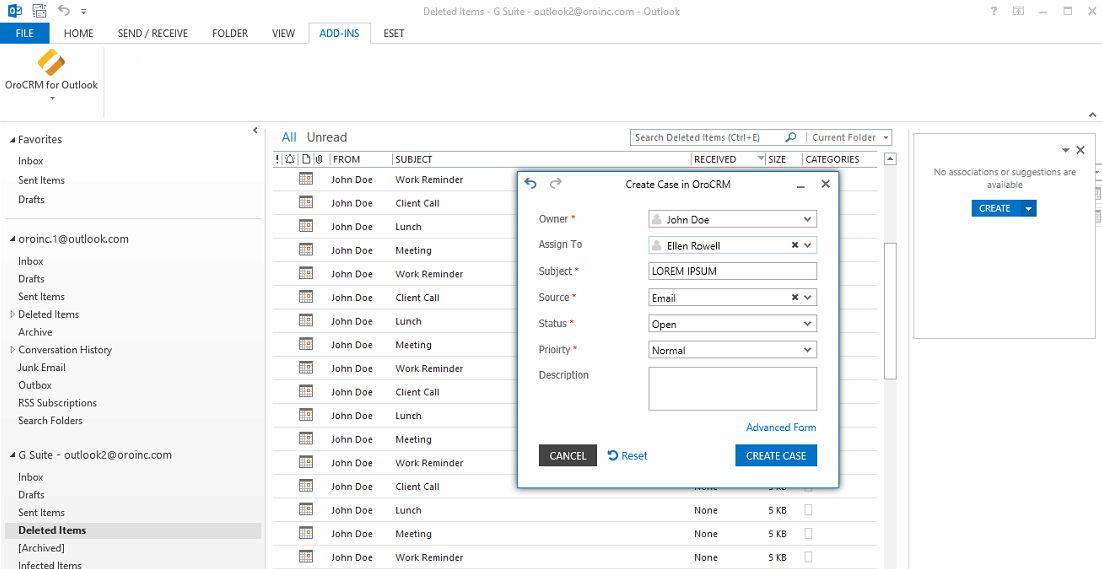 Deleted Items - G Suite - outlook2@oroinc.com - Outlook
?
FILE HOME SEND / RECEIVE FOLDER VIEW ADD-INS ESET
OroCRM for Outlook
Favorites
Inbox
Sent Items
Drafts
oroinc.1@outlook.com
Inbox
Drafts
Sent Items
Deleted Items
Archive
Conversation History
Junk Email
Outbox
RSS Subscriptions
Search Folders
G Suite - outlook2@oroinc.com
Inbox
Drafts
Sent Items
Deleted Items
[Archived]
Infected Items
All Unread
Search Deleted Items (Ctrl+E) Current Folder
! FROM SUBJECT RECEIVED SIZE CATEGORIES
John Doe Work Reminder
John Doe Client Call
John Doe Lunch
John Doe Meeting
John Doe Work Reminder
John Doe Client Call
John Doe Lunch
John Doe Meeting
John Doe Work Reminder
John Doe Client Call
John Doe Lunch
John Doe Meeting
John Doe Work Reminder
John Doe Client Call 5 KB
John Doe Lunch None 5 KB
John Doe Meeting None 5 KB
John Doe Work Reminder None 5 KB
Create Case in OroCRM
Owner * John Doe
Assign To Ellen Rowell
Subject * LOREM IPSUM
Source * Email
Status * Open
Prioirty * Normal
Description
Advanced Form
CANCEL Reset CREATE CASE
No associations or suggestions are
available
CREATE